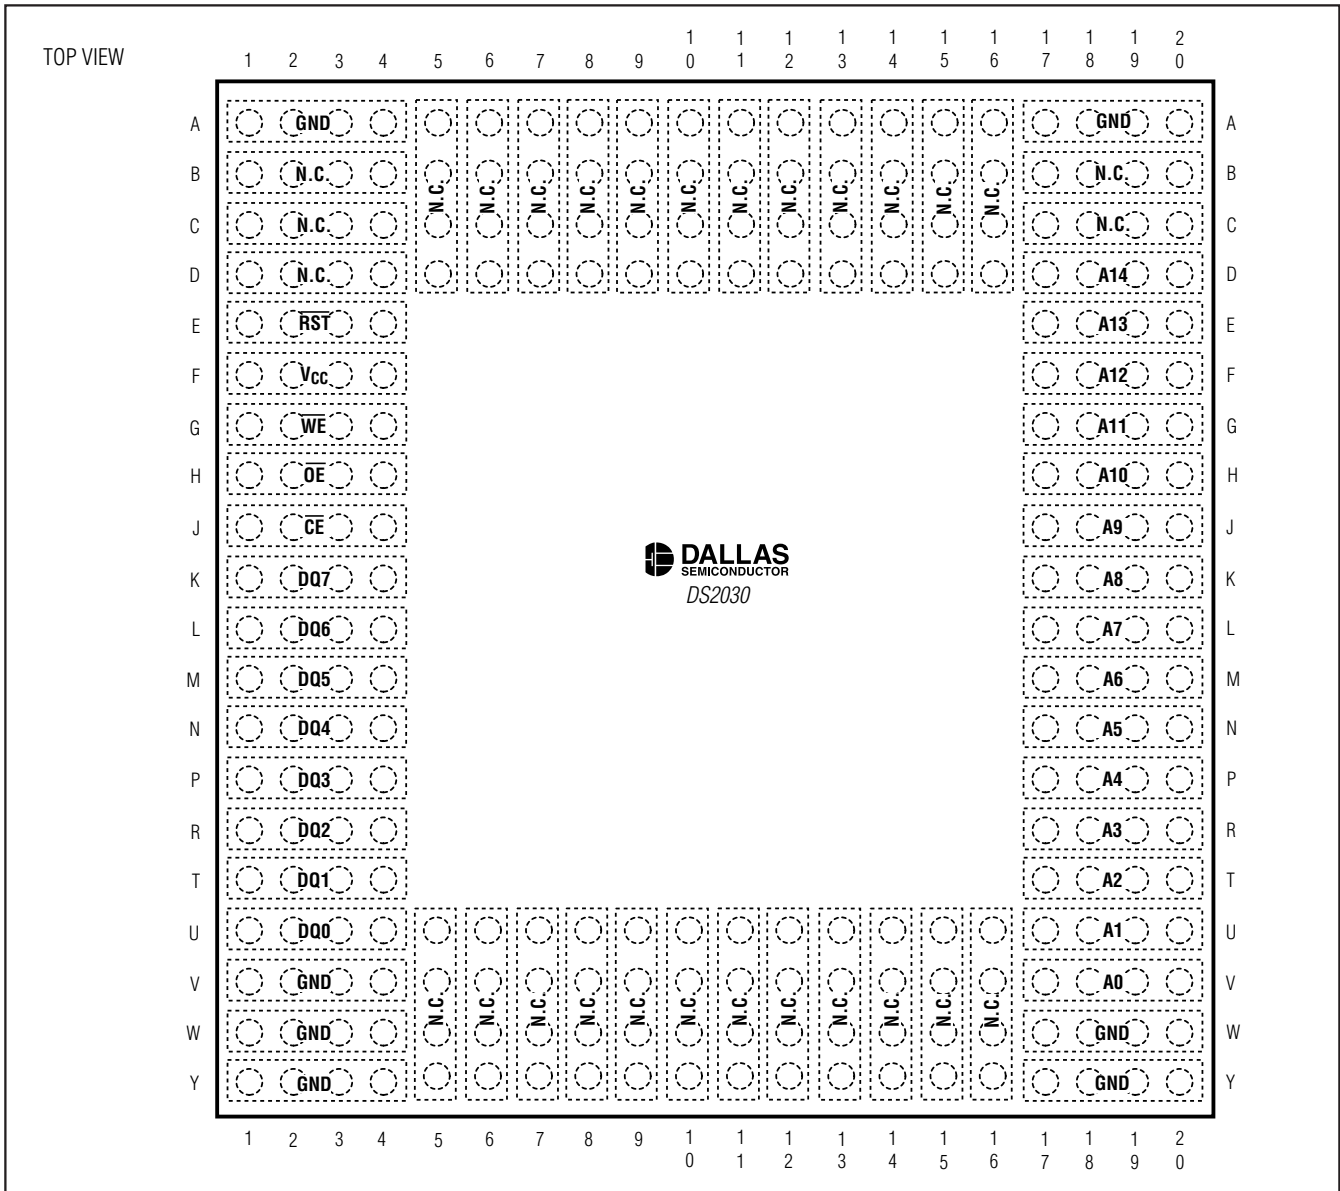 TOP VIEW
1 2 3 4 5 6 7 8 9 10 11 12 13 14 15 16 17 18 19 20
A GND GND A
B N.C. N.C. B
N.C. N.C. N.C. N.C. N.C. N.C. N.C. N.C. N.C. N.C. N.C. N.C.
C N.C. N.C. C
D N.C. A14 D
E R̅S̅T̅ A13 E
F VCC A12 F
G W̅E̅ A11 G
H O̅E̅ A10 H
J C̅E̅ A9 J
K DQ7 A8 K
DALLAS
SEMICONDUCTOR
DS2030
L DQ6 A7 L
M DQ5 A6 M
N DQ4 A5 N
P DQ3 A4 P
R DQ2 A3 R
T DQ1 A2 T
U DQ0 A1 U
V GND A0 V
N.C. N.C. N.C. N.C. N.C. N.C. N.C. N.C. N.C. N.C. N.C. N.C.
W GND GND W
Y GND GND Y
1 2 3 4 5 6 7 8 9 10 11 12 13 14 15 16 17 18 19 20